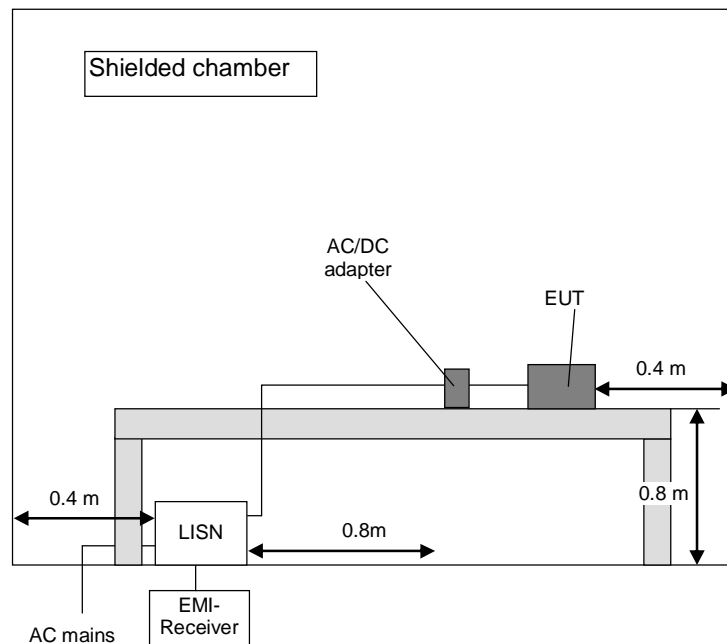 Shielded chamber
AC/DC
adapter
EUT
0.4 m
0.4 m
0.8 m
LISN
0.8m
EMI-
Receiver
AC mains